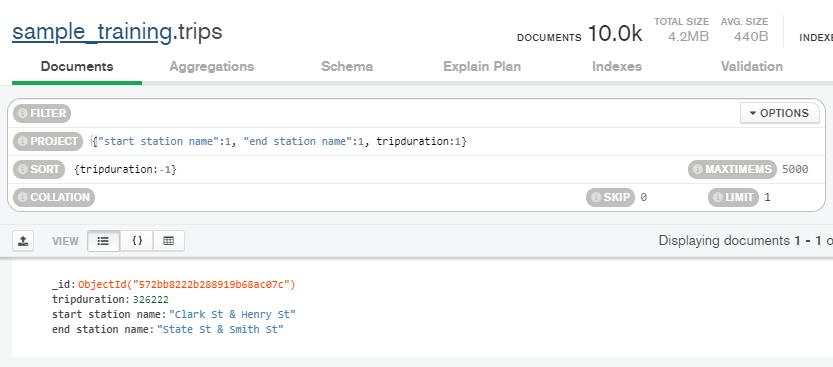 sample_training.trips
DOCUMENTS 10.0k TOTAL SIZE 4.2MB AVG. SIZE 440B INDEXE
Documents Aggregations Schema Explain Plan Indexes Validation
FILTER OPTIONS
PROJECT {"start station name":1, "end station name":1, tripduration:1}
SORT {tripduration:-1} MAXTIMEMS 5000
COLLATION SKIP 0 LIMIT 1
VIEW {} Displaying documents 1 - 1 o
_id: ObjectId("572bb8222b288919b68ac07c")
tripduration: 326222
start station name: "Clark St & Henry St"
end station name: "State St & Smith St"